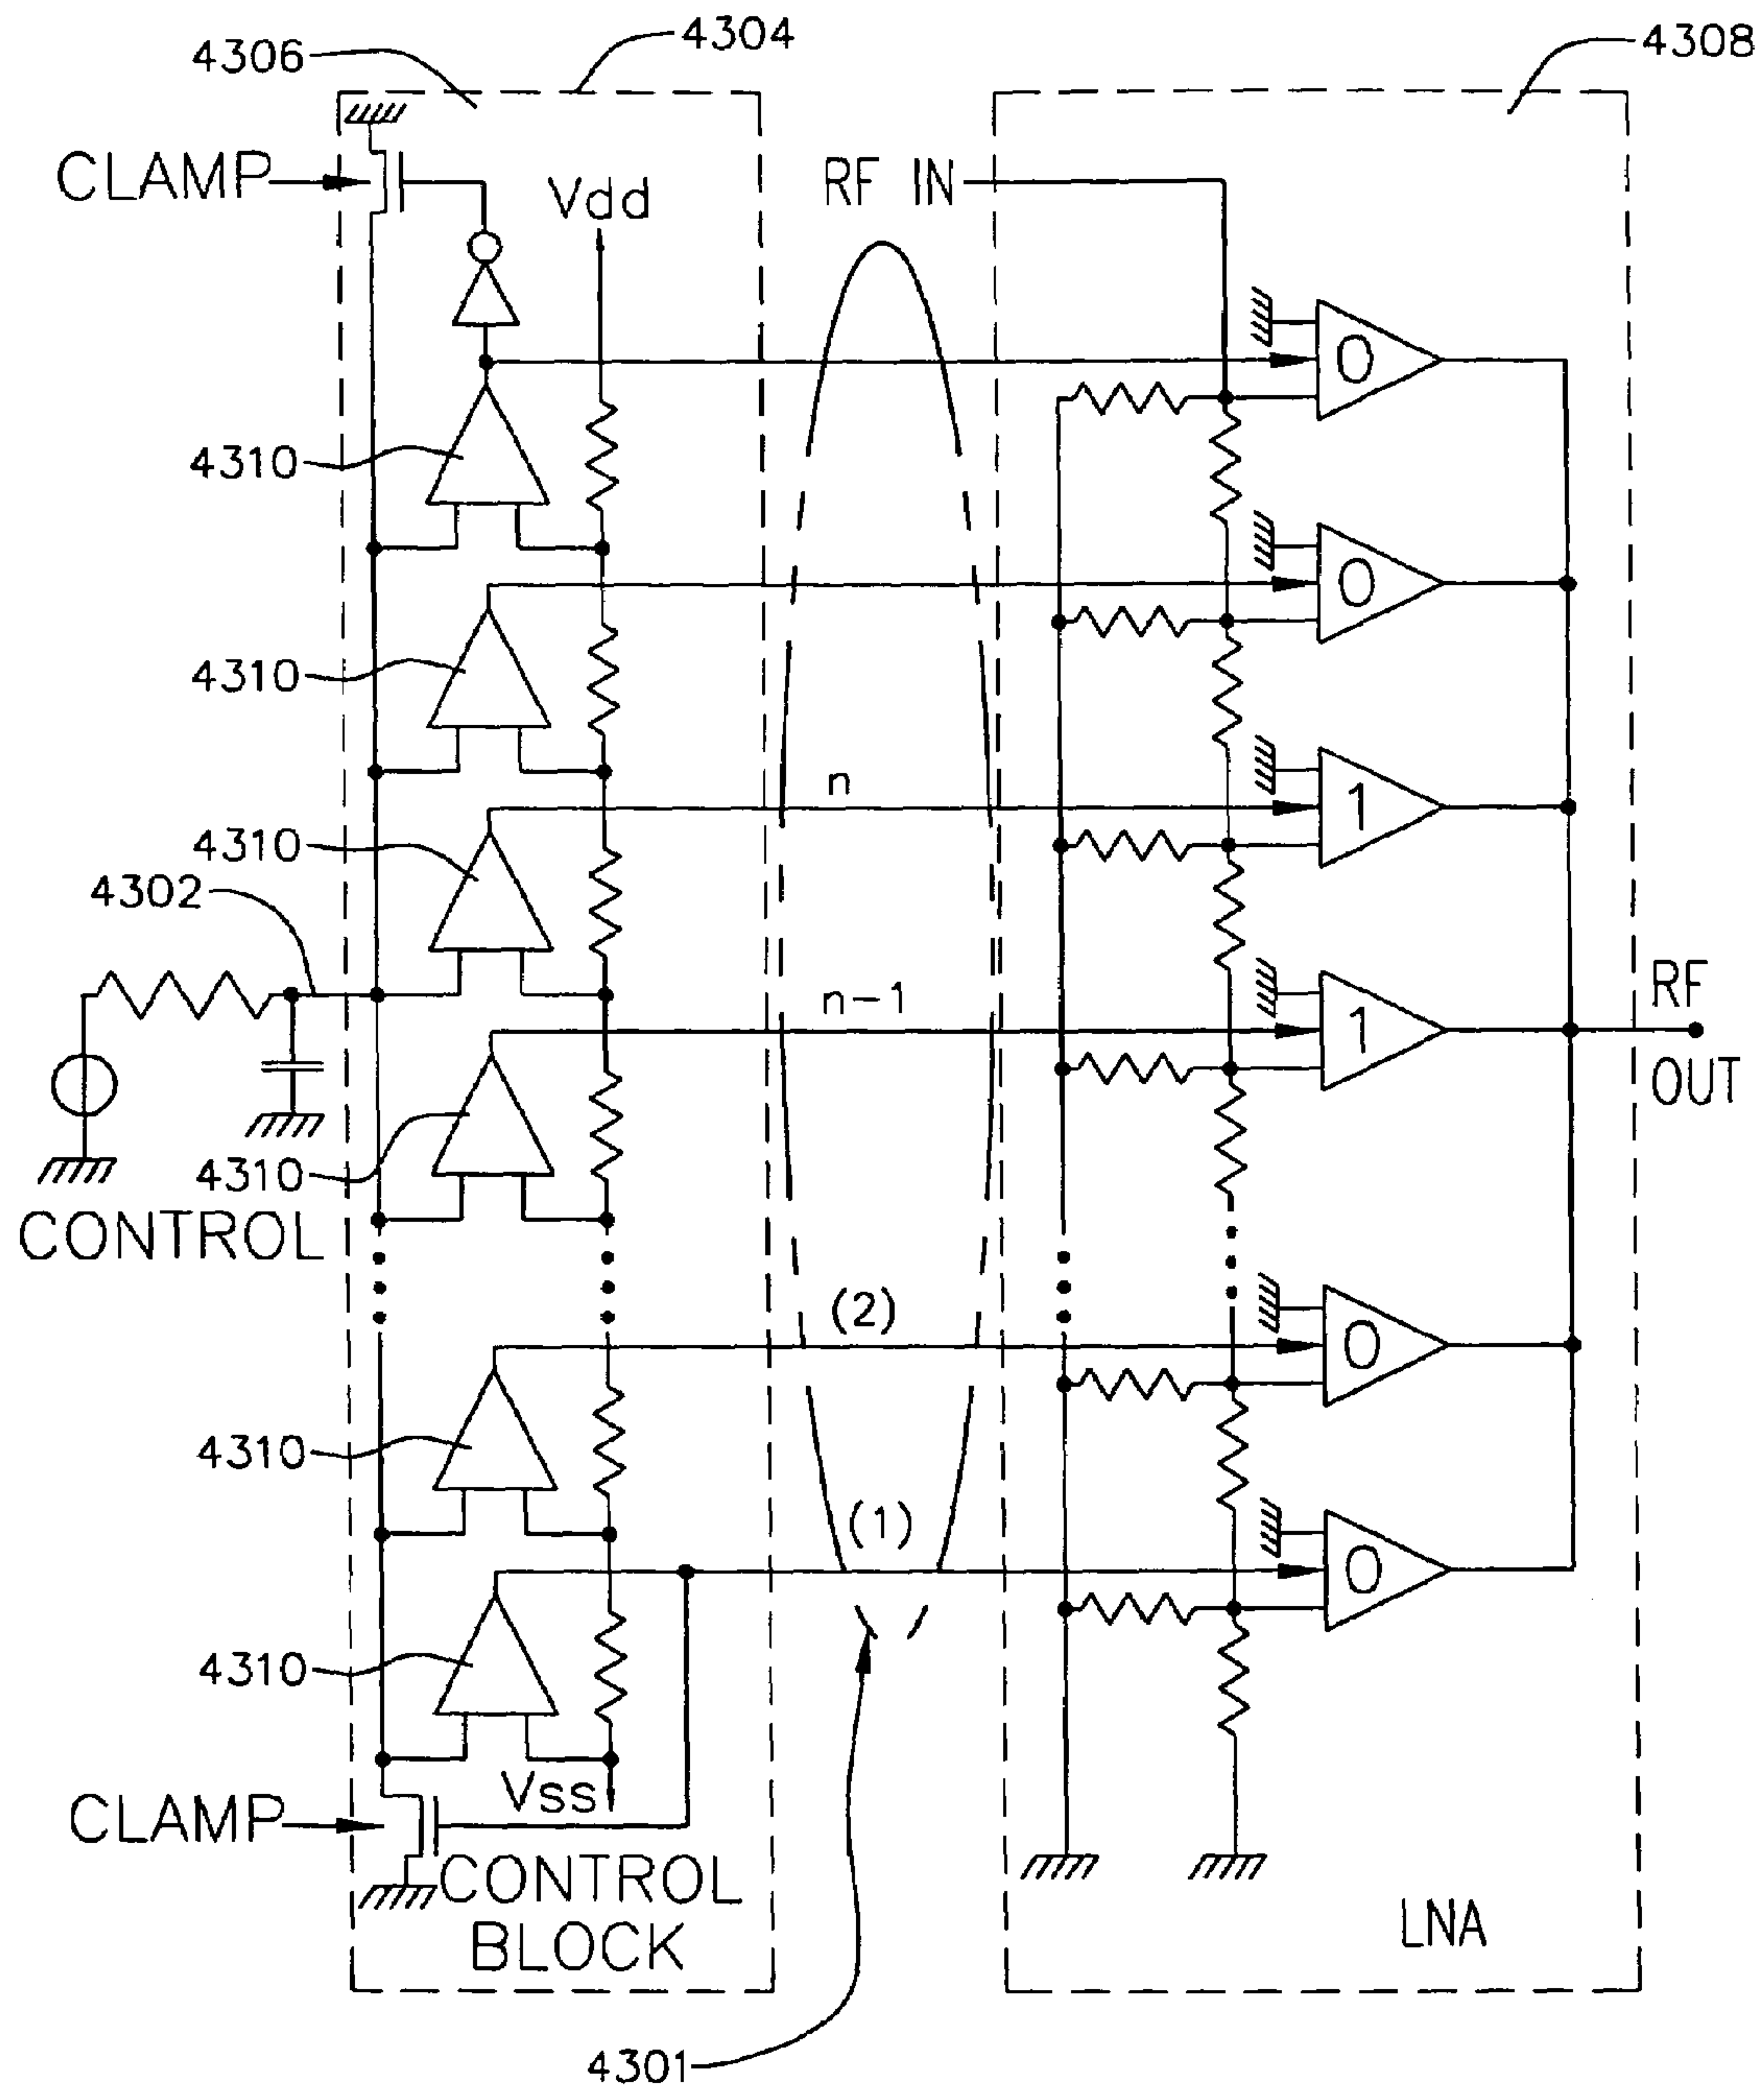 4306
4304
4308
CLAMP
Vdd
RF IN
0
4310
0
4310
n
1
4310
4302
n-1
1
RF
OUT
4310
CONTROL
(2)
0
4310
(1)
0
4310
Vss
CLAMP
CONTROL
BLOCK
LNA
4301